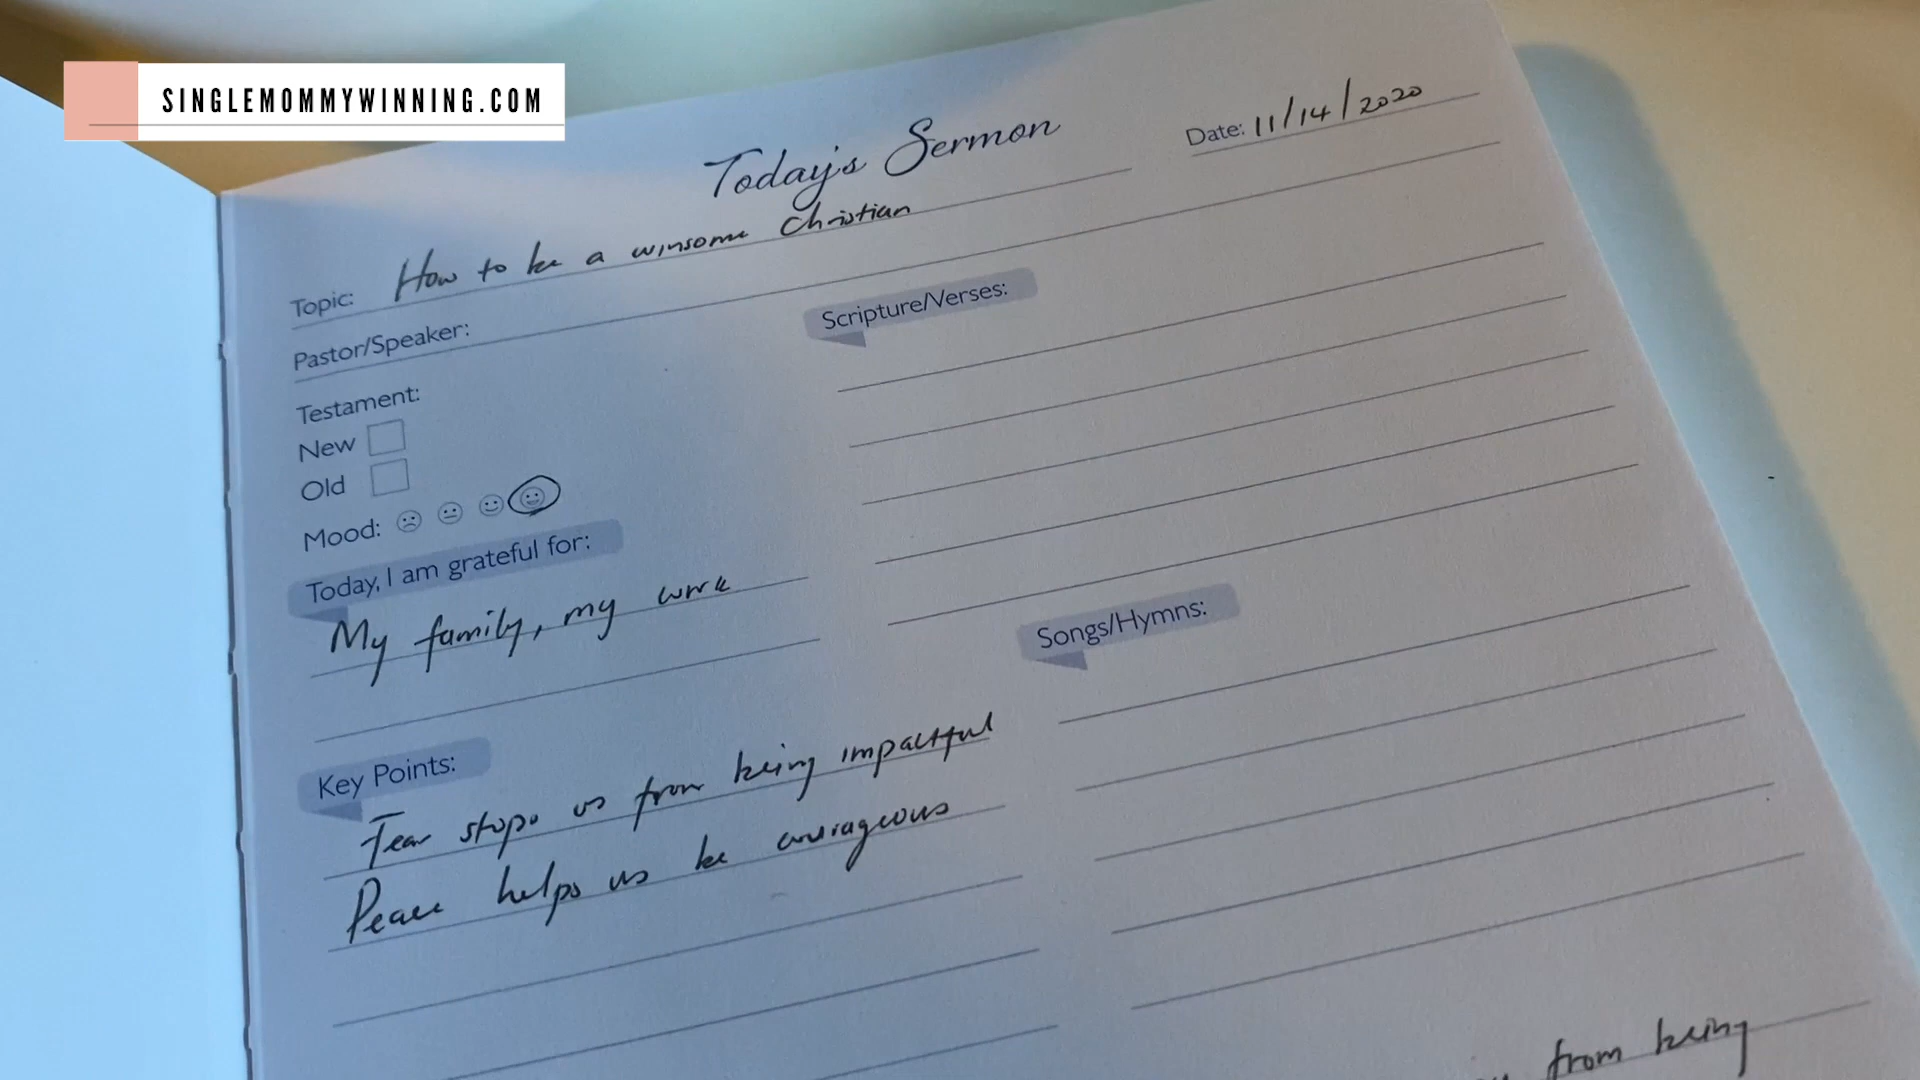 SINGLEMOMMYWINNING.COM
Today's Sermon
Date: 11/14/2020
Topic: How to be a winsome Christian
Pastor/Speaker:
Scripture/Verses:
Testament:
New
Old
Mood:
Today, I am grateful for:
My family, my work
Songs/Hymns:
Key Points:
Fear stops us from being impactful
Peace helps us be courageous
from being